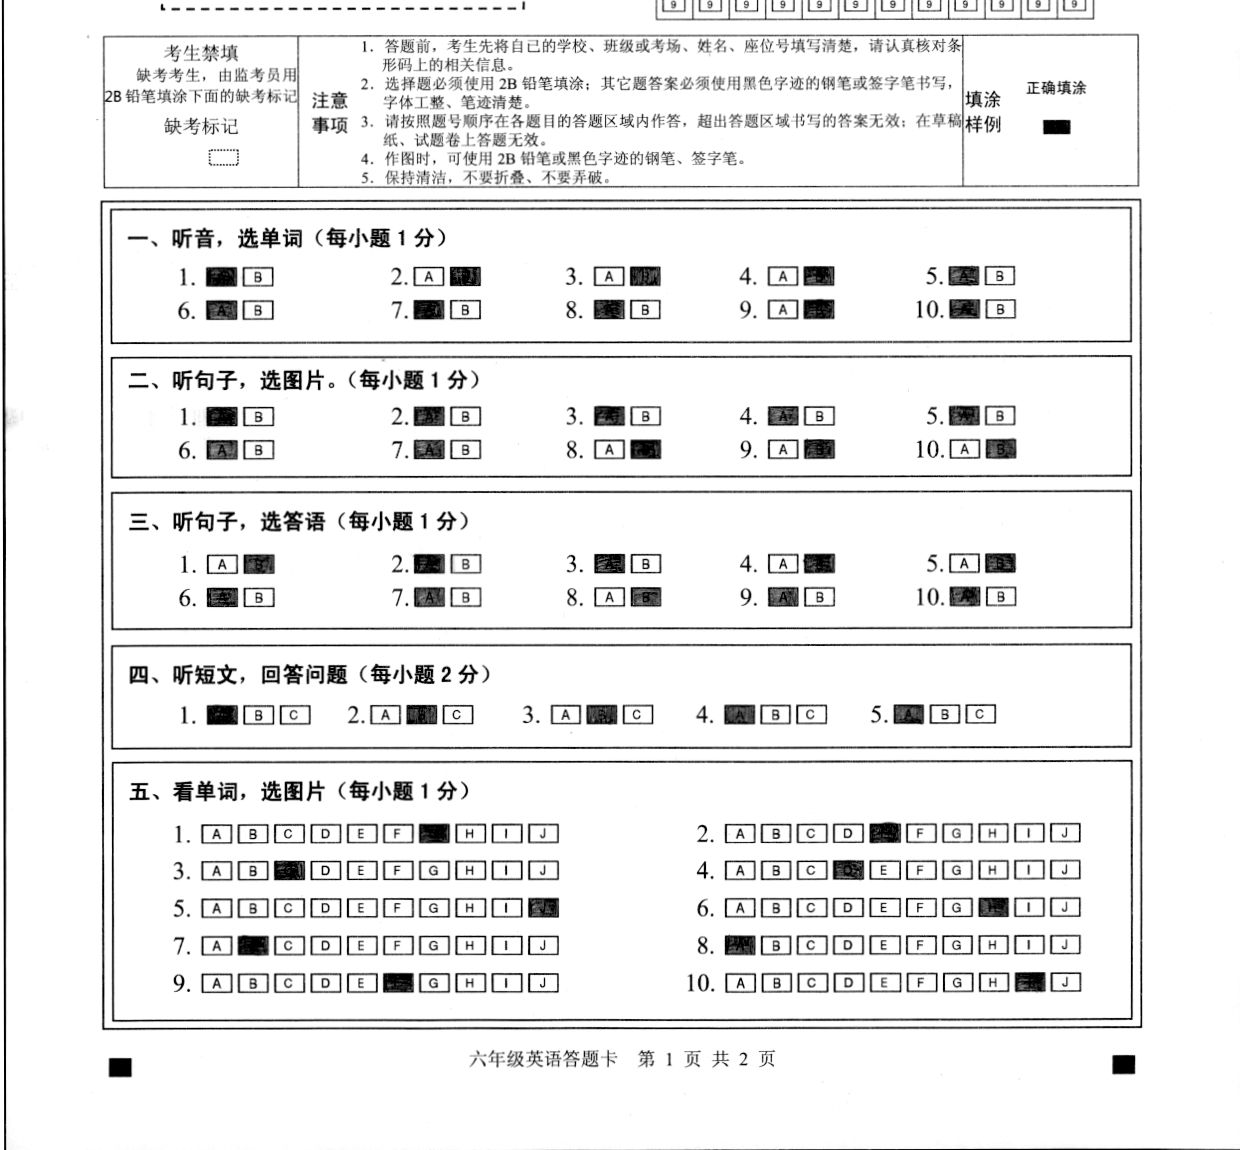 9 9 9 9 9 9 9 9 9 9 9 9
考生禁填
缺考考生，由监考员用
2B 铅笔填涂下面的缺考标记
缺考标记
注意
事项
1. 答题前，考生先将自己的学校、班级或考场、姓名、座位号填写清楚，请认真核对条
形码上的相关信息。
2. 选择题必须使用 2B 铅笔填涂；其它题答案必须使用黑色字迹的钢笔或签字笔书写，
字体工整、笔迹清楚。
3. 请按照题号顺序在各题目的答题区域内作答，超出答题区域书写的答案无效；在草稿
纸、试题卷上答题无效。
4. 作图时，可使用 2B 铅笔或黑色字迹的钢笔、签字笔。
5. 保持清洁，不要折叠、不要弄破。
填涂
样例
正确填涂
一、听音，选单词（每小题 1 分）
1. B 2. A 3. A 4. A 5. A B
6. A B 7. B 8. B 9. A 10. B
二、听句子，选图片。（每小题 1 分）
1. B 2. A B 3. B 4. A B 5. A B
6. A B 7. A B 8. A 9. A B 10. A B
三、听句子，选答语（每小题 1 分）
1. A B 2. B 3. B 4. A 5. A
6. A B 7. A B 8. A B 9. A B 10. A B
四、听短文，回答问题（每小题 2 分）
1. B C 2. A B C 3. A B C 4. A B C 5. A B C
五、看单词，选图片（每小题 1 分）
1. A B C D E F H I J 2. A B C D F G H I J
3. A B D E F G H I J 4. A B C D E F G H I J
5. A B C D E F G H I J 6. A B C D E F G H I J
7. A C D E F G H I J 8. A B C D E F G H I J
9. A B C D E G H I J 10. A B C D E F G H J
六年级英语答题卡 第 1 页 共 2 页